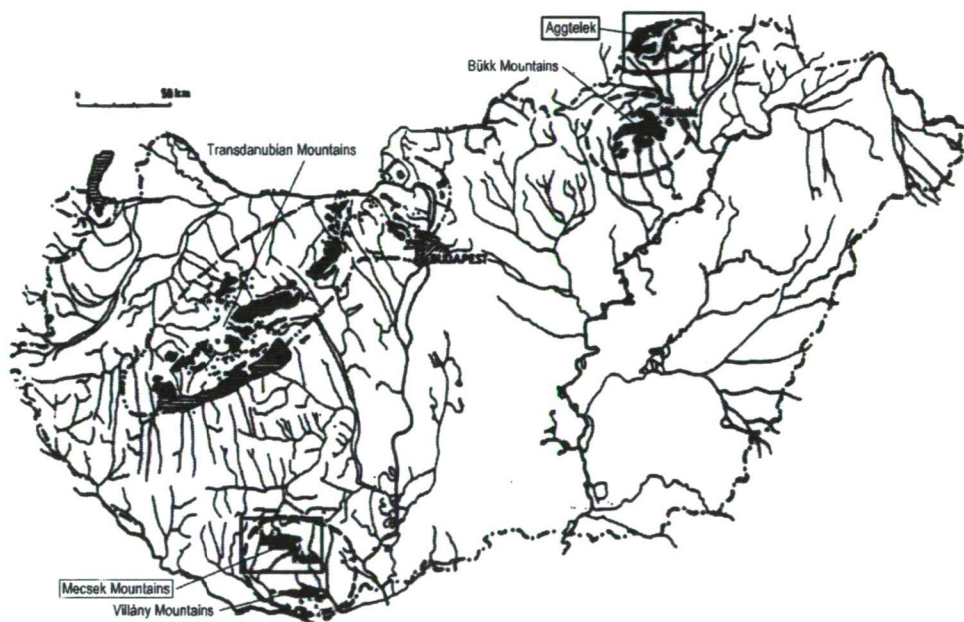 Aggtelek
Bükk Mountains
50 km
Transdanubian Mountains
BUDAPEST
Mecsek Mountains
Villány Mountains